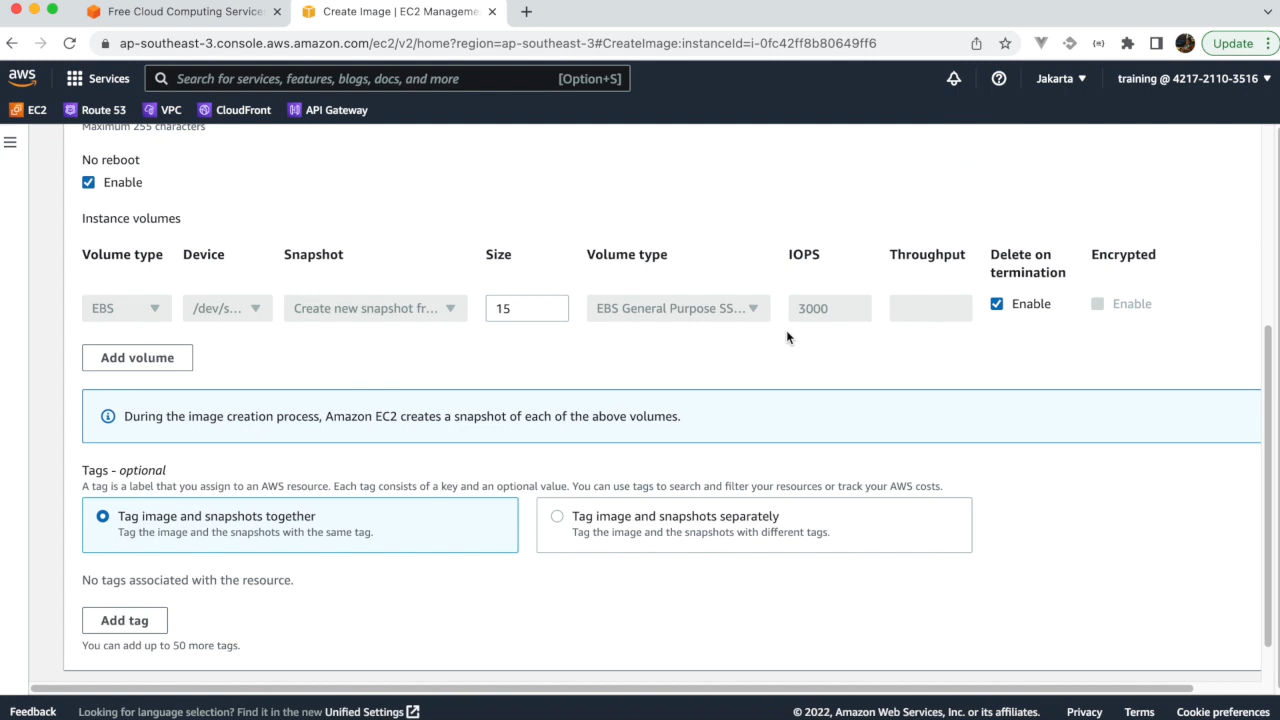 Free Cloud Computing Service
Create Image | EC2 Manageme
ap-southeast-3.console.aws.amazon.com/ec2/v2/home?region=ap-southeast-3#CreateImage:instanceId=i-0fc42ff8b80649ff6
Update
aws
Services
Search for services, features, blogs, docs, and more
[Option+S]
Jakarta
training @ 4217-2110-3516
EC2
Route 53
VPC
CloudFront
API Gateway
Maximum 255 characters
No reboot
Enable
Instance volumes
Volume type Device Snapshot Size Volume type IOPS Throughput Delete on termination Encrypted
EBS /dev/s... Create new snapshot fr... 15 EBS General Purpose SS... 3000 Enable Enable
Add volume
During the image creation process, Amazon EC2 creates a snapshot of each of the above volumes.
Tags - optional
A tag is a label that you assign to an AWS resource. Each tag consists of a key and an optional value. You can use tags to search and filter your resources or track your AWS costs.
Tag image and snapshots together
Tag the image and the snapshots with the same tag.
Tag image and snapshots separately
Tag the image and the snapshots with different tags.
No tags associated with the resource.
Add tag
You can add up to 50 more tags.
Feedback
Looking for language selection? Find it in the new Unified Settings
© 2022, Amazon Web Services, Inc. or its affiliates.
Privacy
Terms
Cookie preferences